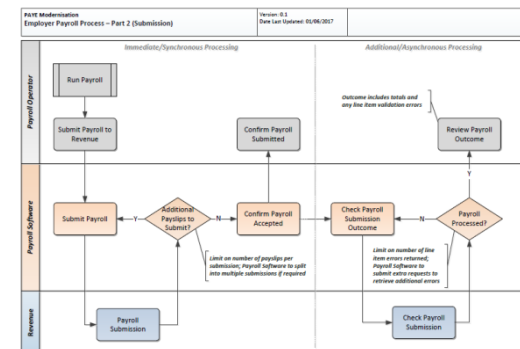 PAYE Modernisation
Employer Payroll Process – Part 2 (Submission)
Version: 0.1
Date Last Updated: 01/06/2017
Immediate/Synchronous Processing
Additional/Asynchronous Processing
Payroll Operator
Run Payroll
Submit Payroll to
Revenue
Confirm Payroll
Submitted
Outcome includes totals and
any line item validation errors
Review Payroll
Outcome
Payroll Software
Submit Payroll
Y
Additional
Payslips to
Submit?
N
Confirm Payroll
Accepted
Check Payroll
Submission
Outcome
N
Payroll
Processed?
Y
Limit on number of payslips per
submission; Payroll Software to split
into multiple submissions if required
Limit on number of line
item errors returned;
Payroll Software to
submit extra requests to
retrieve additional errors
Revenue
Payroll
Submission
Check Payroll
Submission